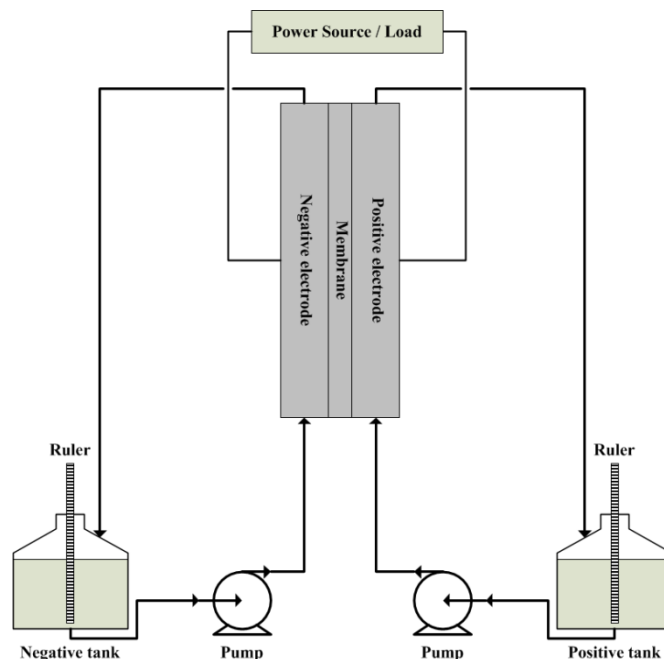 Power Source / Load
Negative electrode
Membrane
Positive electrode
Ruler
Ruler
Negative tank
Pump
Pump
Positive tank